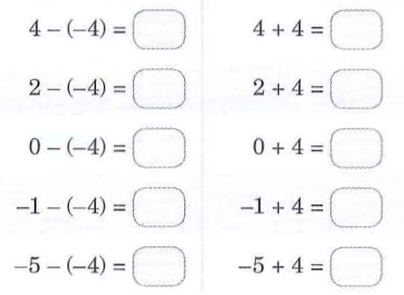 4 – (–4) =
4 + 4 =
2 – (–4) =
2 + 4 =
0 – (–4) =
0 + 4 =
–1 – (–4) =
–1 + 4 =
–5 – (–4) =
–5 + 4 =